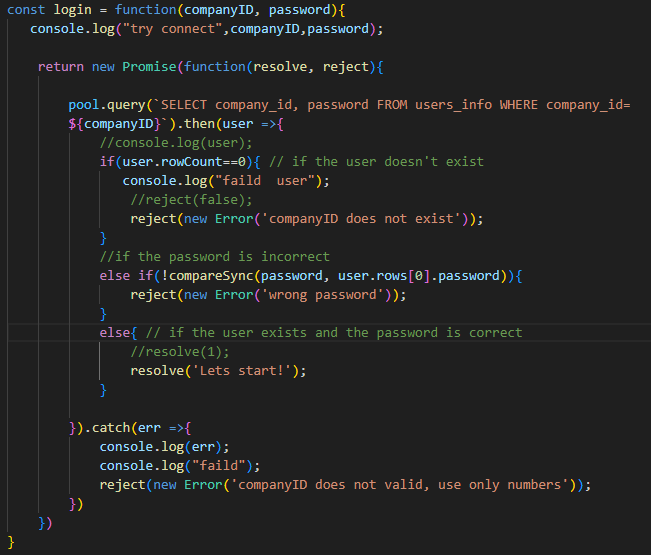 const login = function(companyID, password){
console.log("try connect",companyID,password);
return new Promise(function(resolve, reject){
pool.query(`SELECT company_id, password FROM users_info WHERE company_id=
${companyID}`).then(user =>{
//console.log(user);
if(user.rowCount==0){ // if the user doesn't exist
console.log("faild  user");
//reject(false);
reject(new Error('companyID does not exist'));
}
//if the password is incorrect
else if(!compareSync(password, user.rows[0].password)){
reject(new Error('wrong password'));
}
else{ // if the user exists and the password is correct
//resolve(1);
resolve('Lets start!');
}
}).catch(err =>{
console.log(err);
console.log("faild");
reject(new Error('companyID does not valid, use only numbers'));
})
})
}